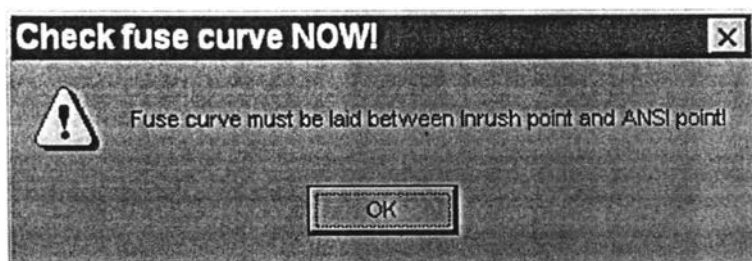 Check fuse curve NOW!
Fuse curve must be laid between Inrush point and ANSI point!
OK